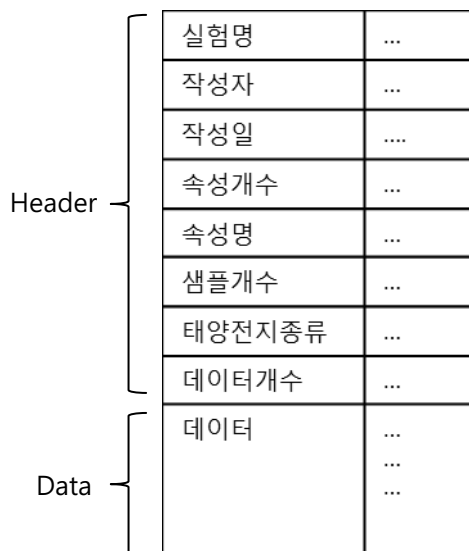 실험명 ...
작성자 ...
작성일 ....
속성개수 ...
Header
속성명 ...
샘플개수 ...
태양전지종류 ...
데이터개수 ...
데이터 ...
...
Data ...